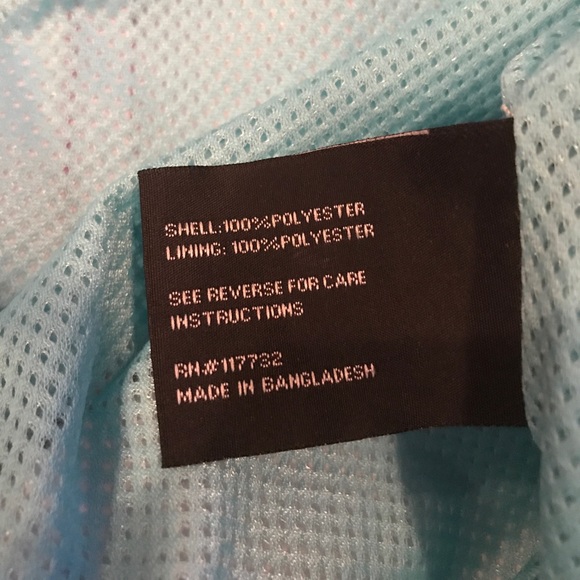 SHELL:100%POLYESTER
LINING: 100%POLYESTER
SEE REVERSE FOR CARE
INSTRUCTIONS
RN#117732
MADE IN BANGLADESH